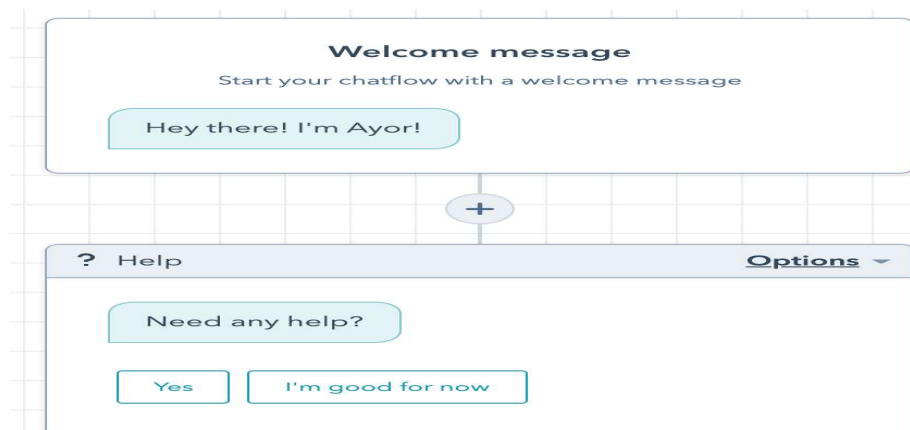 Welcome message
Start your chatflow with a welcome message
Hey there! I'm Ayor!
+
? Help Options
Need any help?
Yes I'm good for now